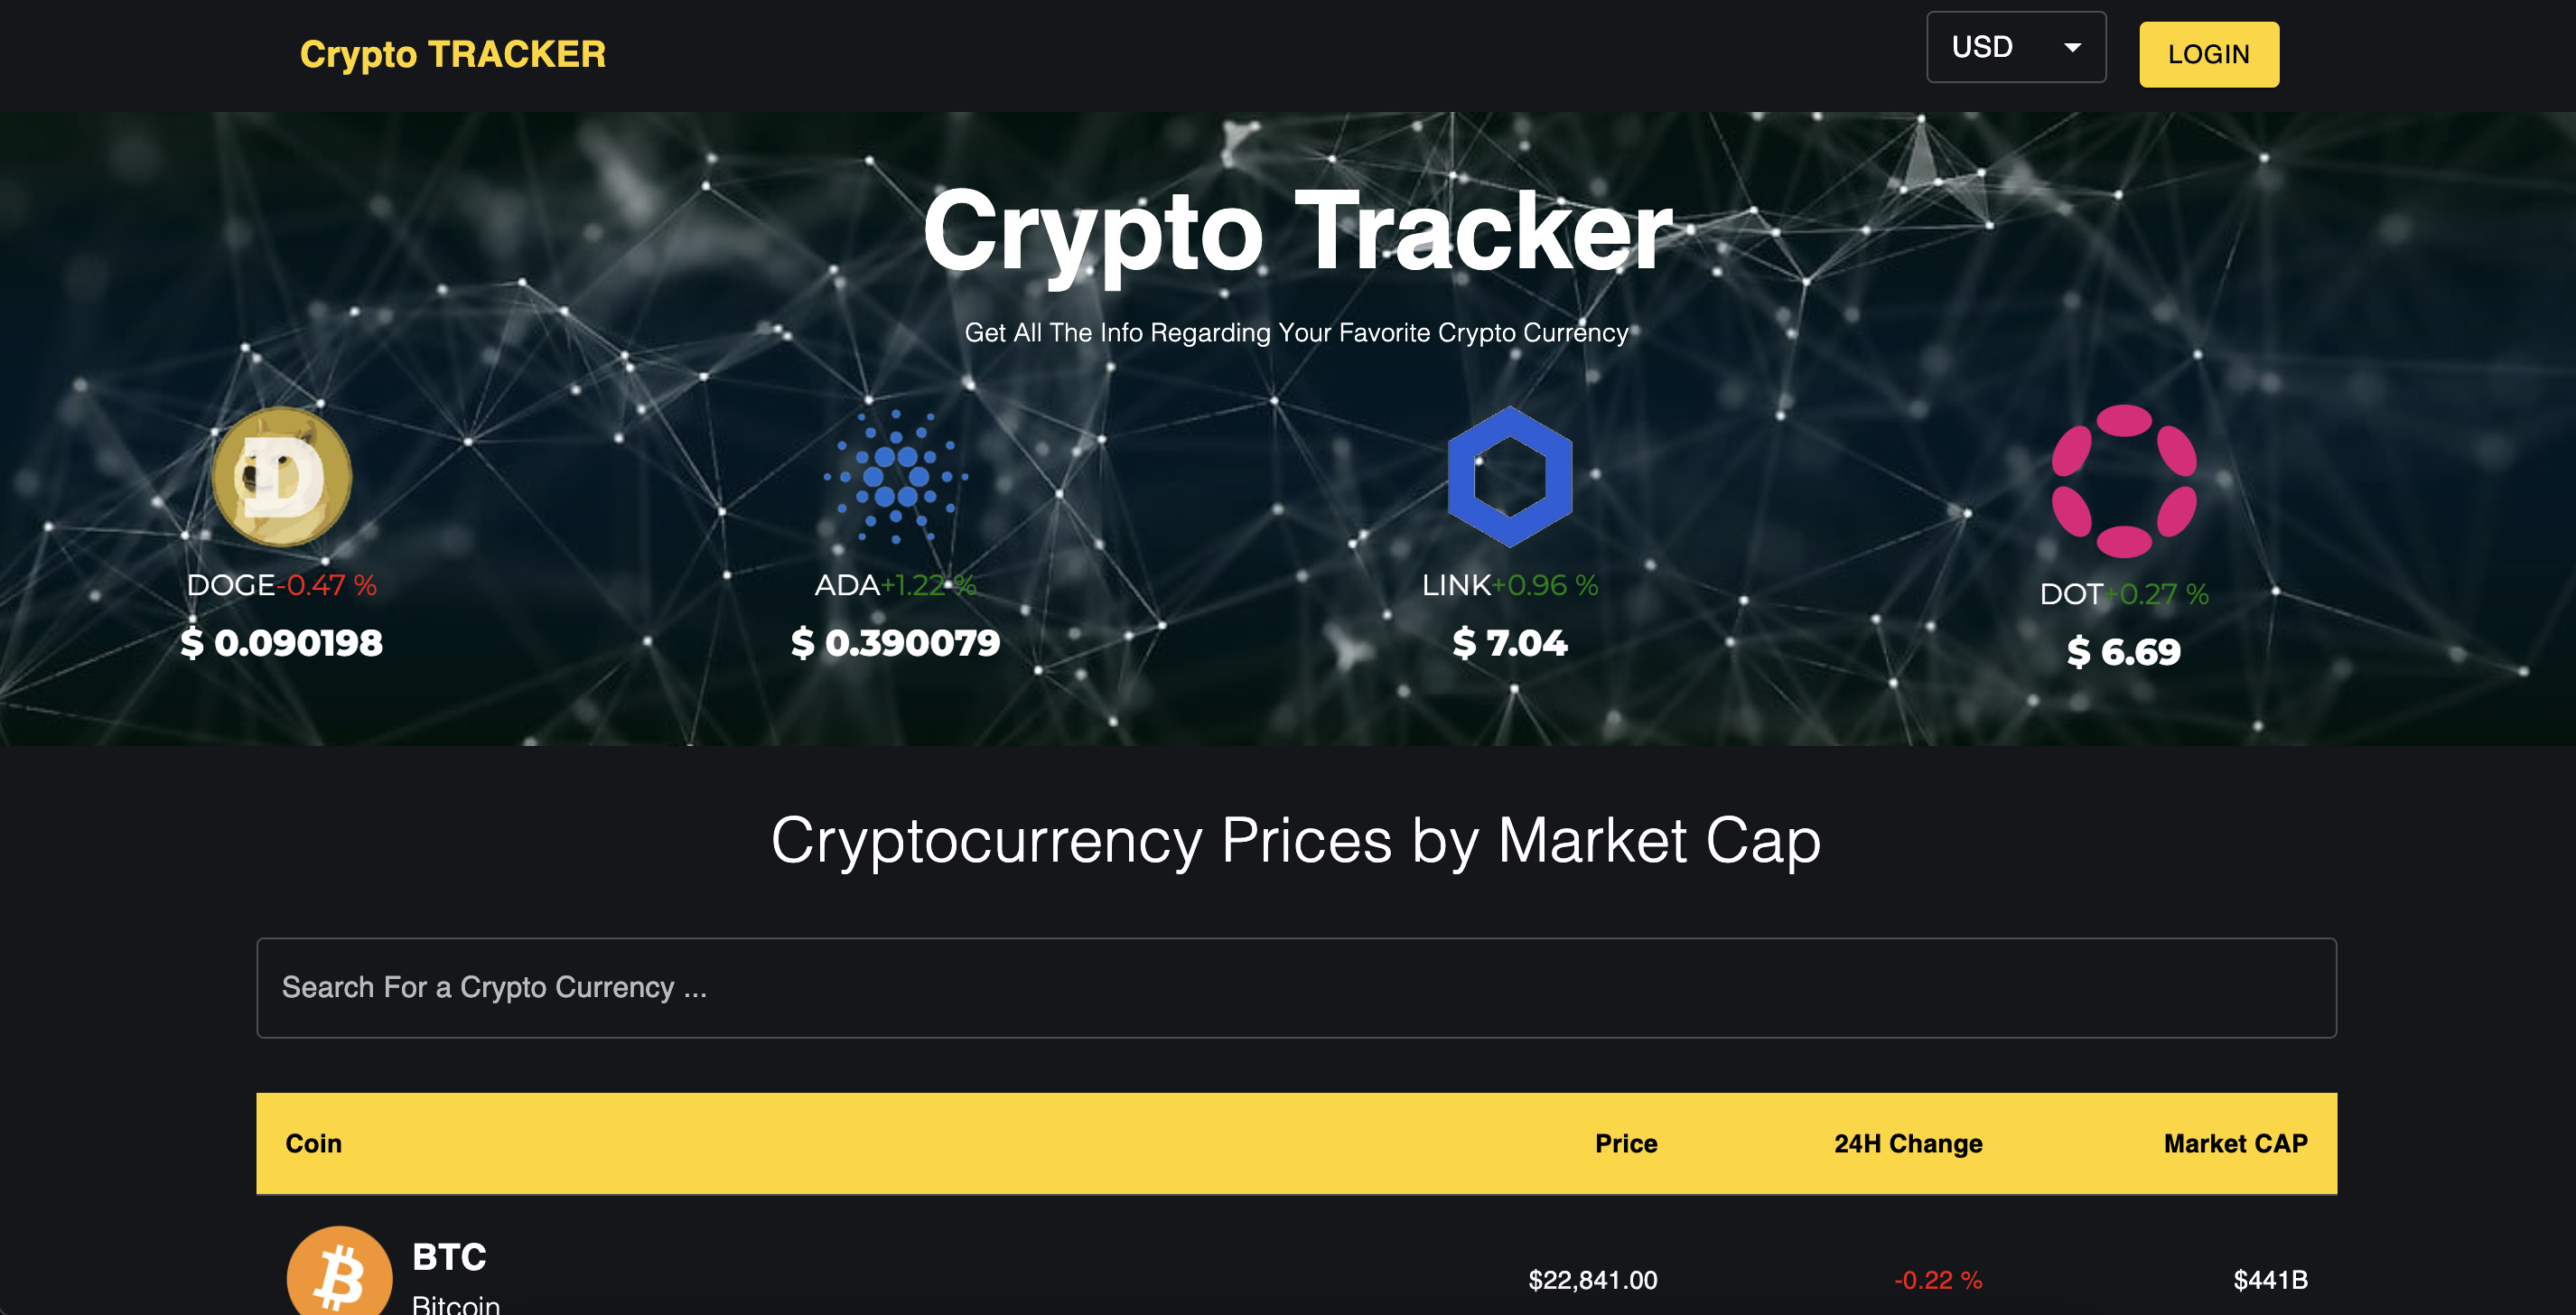 Crypto TRACKER
USD
LOGIN
Crypto Tracker
Get All The Info Regarding Your Favorite Crypto Currency
DOGE-0.47 %
$ 0.090198
ADA+1.22 %
$ 0.390079
LINK+0.96 %
$ 7.04
DOT+0.27 %
$ 6.69
Cryptocurrency Prices by Market Cap
Search For a Crypto Currency ...
Coin Price 24H Change Market CAP
BTC
Bitcoin
$22,841.00 -0.22 % $441B